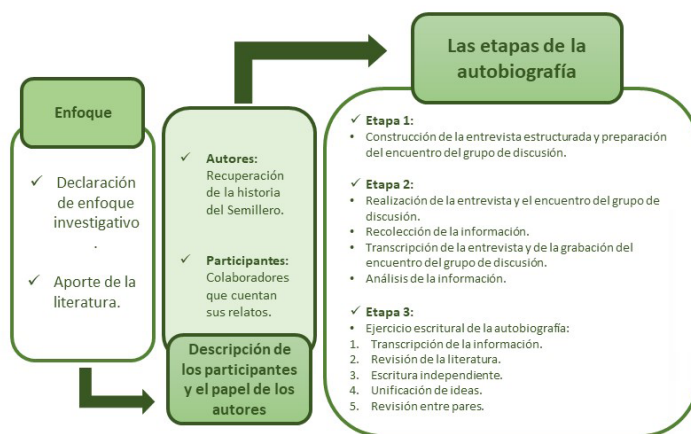 Enfoque
✓ Declaración
de enfoque
investigativo
.
✓ Aporte de la
literatura.
✓ Autores:
Recuperación
de la historia
del Semillero.
✓ Participantes:
Colaboradores
que cuentan
sus relatos.
Descripción de
los participantes
y el papel de los
autores
Las etapas de la
autobiografía
✓ Etapa 1:
• Construcción de la entrevista estructurada y preparación
del encuentro del grupo de discusión.
✓ Etapa 2:
• Realización de la entrevista y el encuentro del grupo de
discusión.
• Recolección de la información.
• Transcripción de la entrevista y de la grabación del
encuentro del grupo de discusión.
• Análisis de la información.
✓ Etapa 3:
• Ejercicio escritural de la autobiografía:
1. Transcripción de la información.
2. Revisión de la literatura.
3. Escritura independiente.
4. Unificación de ideas.
5. Revisión entre pares.